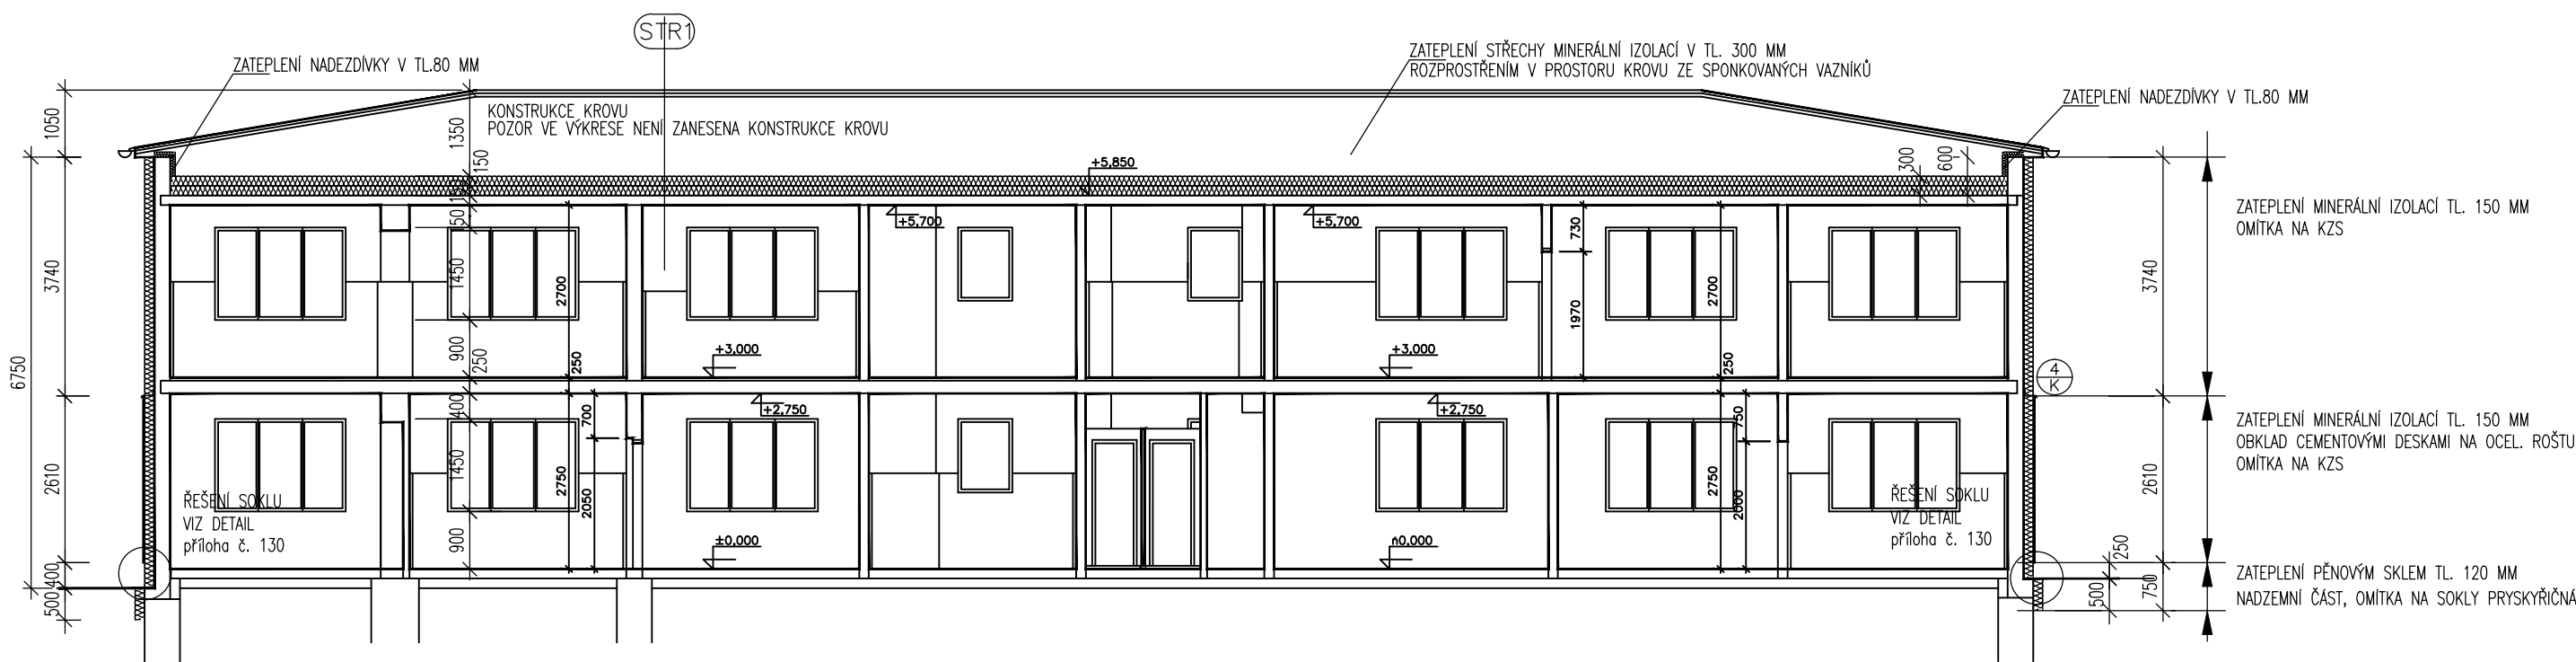 STR1
ZATEPLENÍ NADEZDÍVKY V TL.80 MM
ZATEPLENÍ STŘECHY MINERÁLNÍ IZOLACÍ V TL. 300 MM
ROZPROSTŘENÍM V PROSTORU KROVU ZE SPONKOVANÝCH VAZNÍKŮ
ZATEPLENÍ NADEZDÍVKY V TL.80 MM
KONSTRUKCE KROVU
POZOR VE VÝKRESE NENÍ ZANESENA KONSTRUKCE KROVU
1050
1350
150
+5,850
300
600
+5,700
+5,700
730
ZATEPLENÍ MINERÁLNÍ IZOLACÍ TL. 150 MM
OMÍTKA NA KZS
3740
1450
2700
1970
2700
3740
6750
900
250
250
+3,000
+3,000
250
4
K
400
700
+2,750
+2,750
750
ZATEPLENÍ MINERÁLNÍ IZOLACÍ TL. 150 MM
OBKLAD CEMENTOVÝMI DESKAMI NA OCEL. ROŠTU
OMÍTKA NA KZS
2610
1450
2750
2050
2750
2000
2610
ŘEŠENÍ SOKLU
VIZ DETAIL
příloha č. 130
ŘEŠENÍ SOKLU
VIZ DETAIL
příloha č. 130
900
±0,000
n0,000
250
400
500
500
750
ZATEPLENÍ PĚNOVÝM SKLEM TL. 120 MM
NADZEMNÍ ČÁST, OMÍTKA NA SOKLY PRYSKYŘIČNÁ